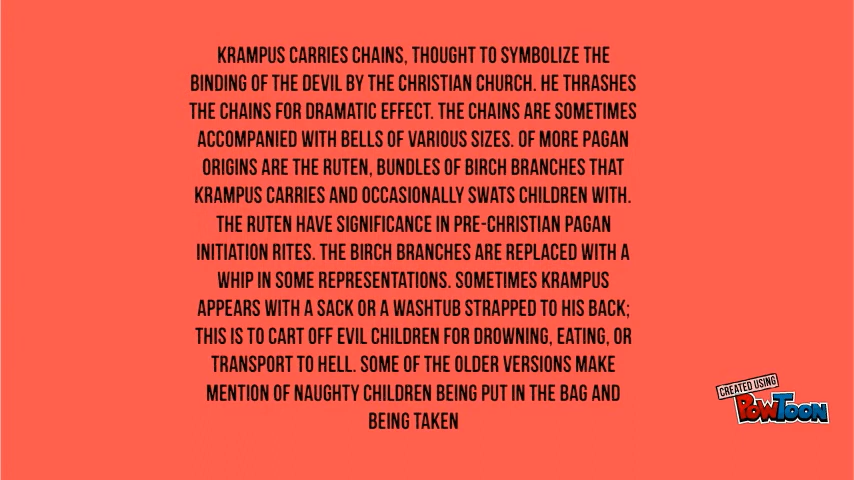 KRAMPUS CARRIES CHAINS, THOUGHT TO SYMBOLIZE THE
BINDING OF THE DEVIL BY THE CHRISTIAN CHURCH. HE THRASHES
THE CHAINS FOR DRAMATIC EFFECT. THE CHAINS ARE SOMETIMES
ACCOMPANIED WITH BELLS OF VARIOUS SIZES. OF MORE PAGAN
ORIGINS ARE THE RUTEN, BUNDLES OF BIRCH BRANCHES THAT
KRAMPUS CARRIES AND OCCASIONALLY SWATS CHILDREN WITH.
THE RUTEN HAVE SIGNIFICANCE IN PRE-CHRISTIAN PAGAN
INITIATION RITES. THE BIRCH BRANCHES ARE REPLACED WITH A
WHIP IN SOME REPRESENTATIONS. SOMETIMES KRAMPUS
APPEARS WITH A SACK OR A WASHTUB STRAPPED TO HIS BACK;
THIS IS TO CART OFF EVIL CHILDREN FOR DROWNING, EATING, OR
TRANSPORT TO HELL. SOME OF THE OLDER VERSIONS MAKE
MENTION OF NAUGHTY CHILDREN BEING PUT IN THE BAG AND
BEING TAKEN
CREATED USING
POWTOON